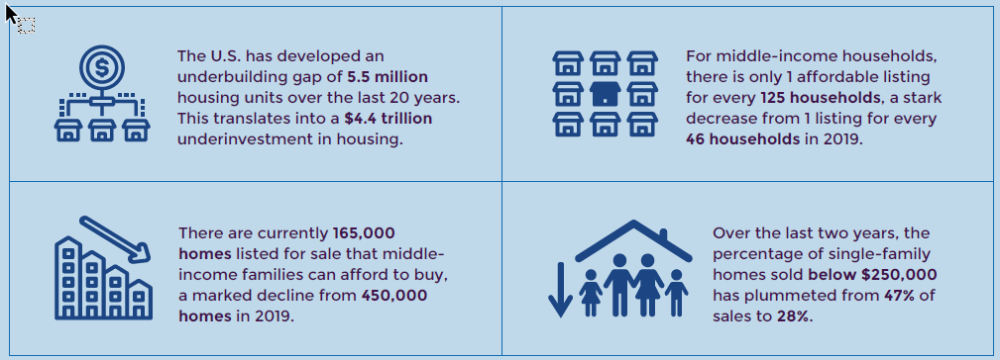 The U.S. has developed an
underbuilding gap of 5.5 million
housing units over the last 20 years.
This translates into a $4.4 trillion
underinvestment in housing.
For middle-income households,
there is only 1 affordable listing
for every 125 households, a stark
decrease from 1 listing for every
46 households in 2019.
There are currently 165,000
homes listed for sale that middle-
income families can afford to buy,
a marked decline from 450,000
homes in 2019.
Over the last two years, the
percentage of single-family
homes sold below $250,000
has plummeted from 47% of
sales to 28%.